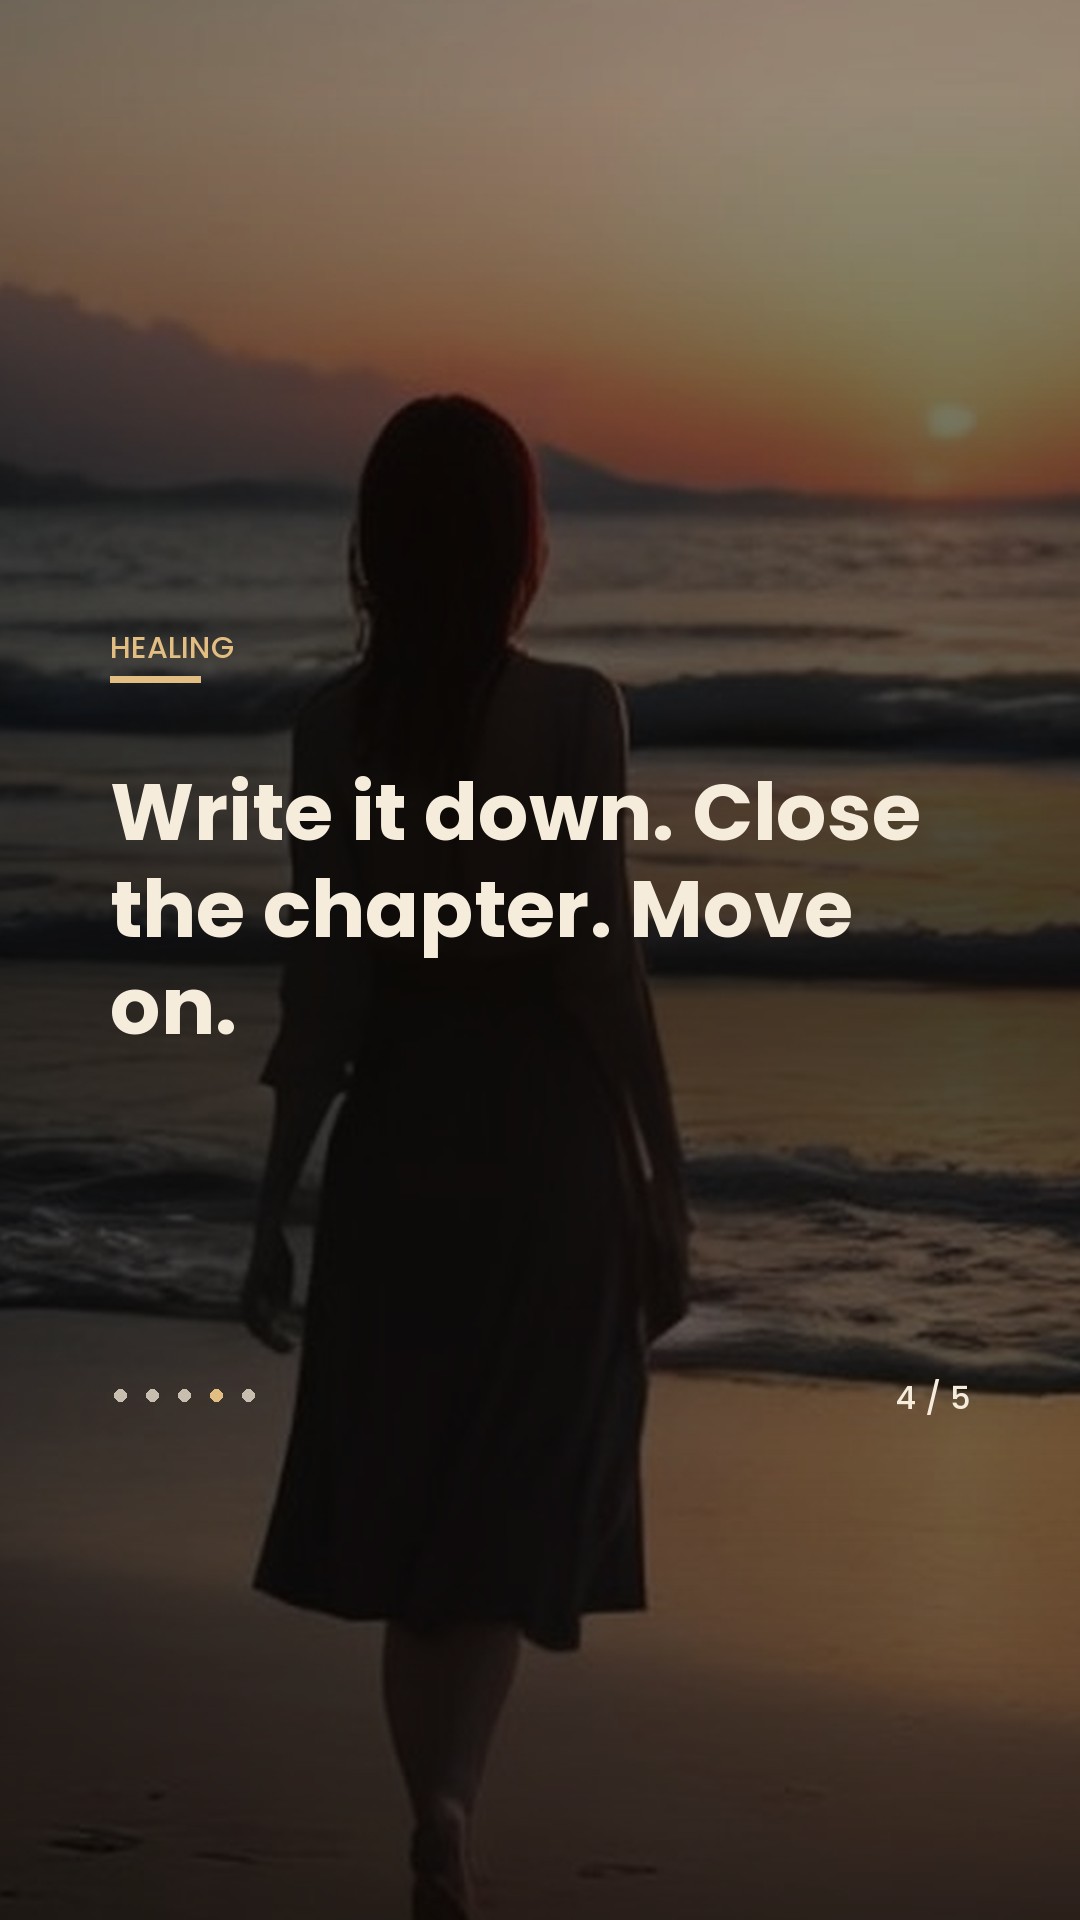 HEALING
Write it down. Close
the chapter. Move
on.
4 / 5